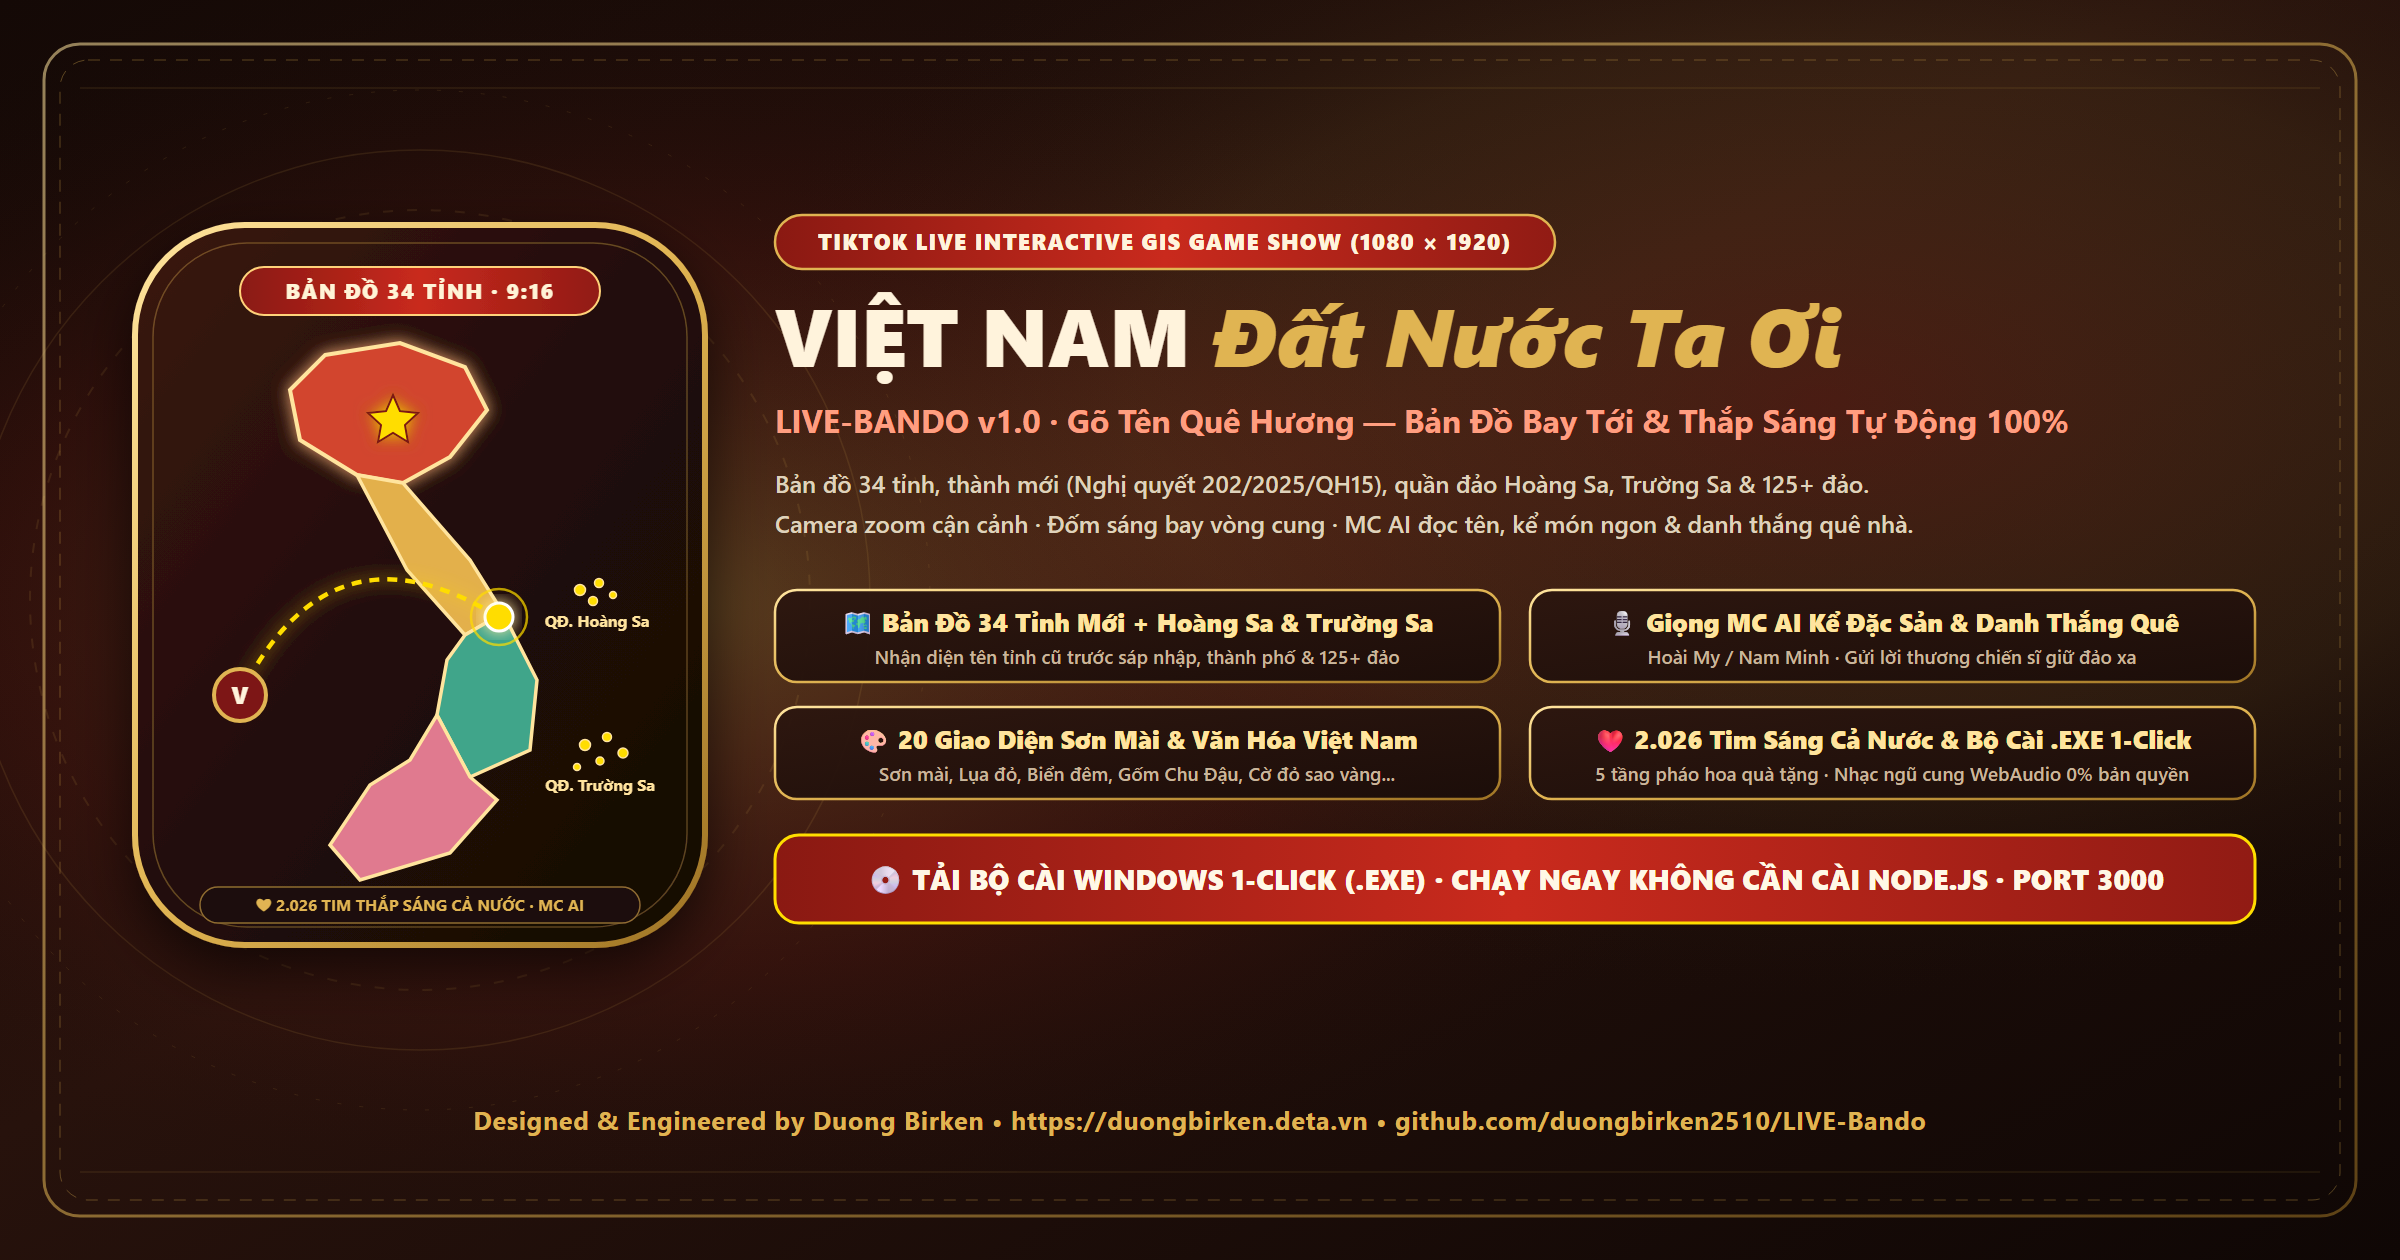 BẢN ĐỒ 34 TỈNH · 9:16
QĐ. Hoàng Sa
V
QĐ. Trường Sa
💛 2.026 TIM THẮP SÁNG CẢ NƯỚC · MC AI
TIKTOK LIVE INTERACTIVE GIS GAME SHOW (1080 × 1920)
VIỆT NAM Đất Nước Ta Ơi
LIVE-BANDO v1.0 · Gõ Tên Quê Hương — Bản Đồ Bay Tới & Thắp Sáng Tự Động 100%
Bản đồ 34 tỉnh, thành mới (Nghị quyết 202/2025/QH15), quần đảo Hoàng Sa, Trường Sa & 125+ đảo.
Camera zoom cận cảnh · Đốm sáng bay vòng cung · MC AI đọc tên, kể món ngon & danh thắng quê nhà.
🗺️ Bản Đồ 34 Tỉnh Mới + Hoàng Sa & Trường Sa
Nhận diện tên tỉnh cũ trước sáp nhập, thành phố & 125+ đảo
🎙️ Giọng MC AI Kể Đặc Sản & Danh Thắng Quê
Hoài My / Nam Minh · Gửi lời thương chiến sĩ giữ đảo xa
🎨 20 Giao Diện Sơn Mài & Văn Hóa Việt Nam
Sơn mài, Lụa đỏ, Biển đêm, Gốm Chu Đậu, Cờ đỏ sao vàng...
❤️ 2.026 Tim Sáng Cả Nước & Bộ Cài .EXE 1-Click
5 tầng pháo hoa quà tặng · Nhạc ngũ cung WebAudio 0% bản quyền
💿 TẢI BỘ CÀI WINDOWS 1-CLICK (.EXE) · CHẠY NGAY KHÔNG CẦN CÀI NODE.JS · PORT 3000
Designed & Engineered by Duong Birken • https://duongbirken.deta.vn • github.com/duongbirken2510/LIVE-Bando